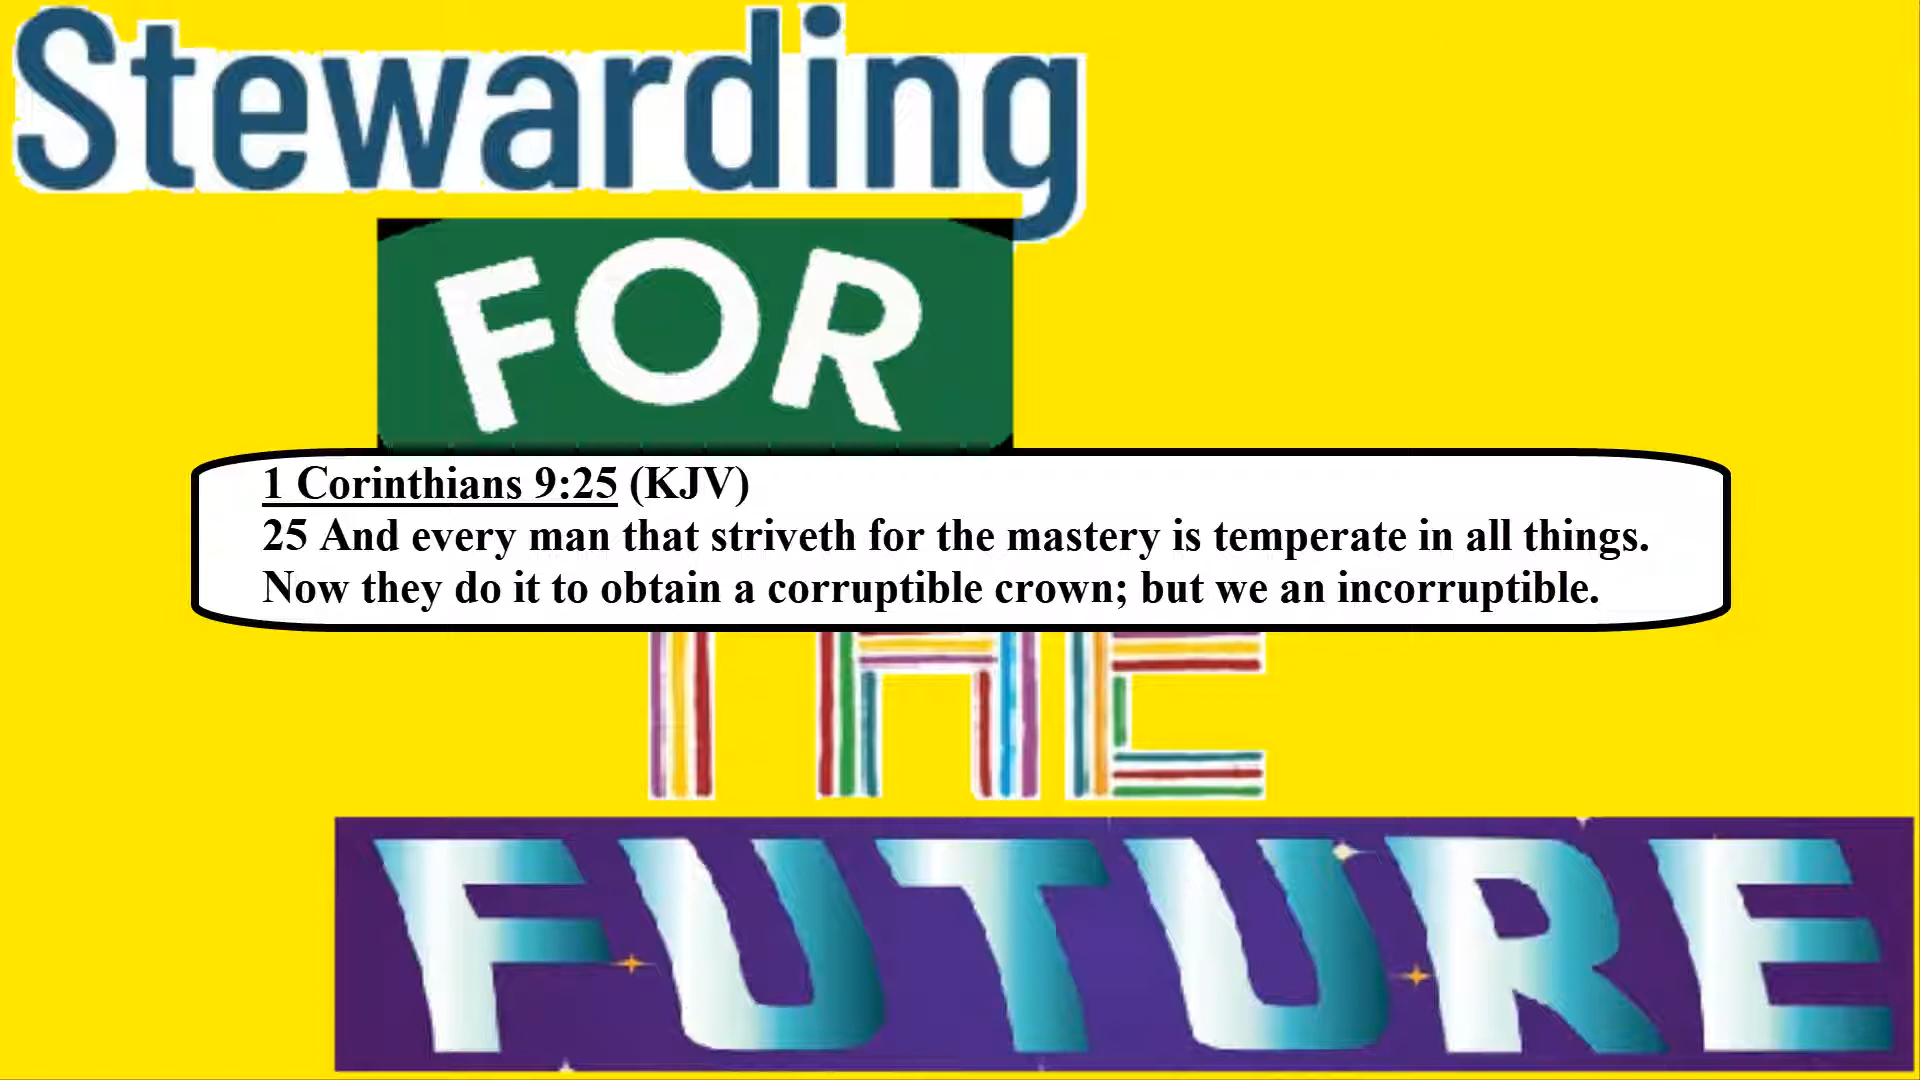 Stewarding
FOR
1 Corinthians 9:25 (KJV)
25 And every man that striveth for the mastery is temperate in all things.
Now they do it to obtain a corruptible crown; but we an incorruptible.
THE
FUTURE